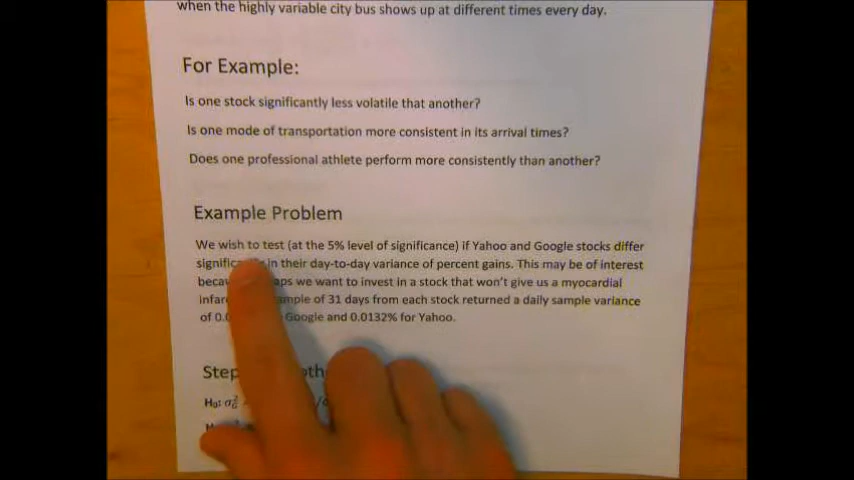 when the highly variable city bus shows up at different times every day.
For Example:
Is one stock significantly less volatile that another?
Is one mode of transportation more consistent in its arrival times?
Does one professional athlete perform more consistently than another?
Example Problem
We wish to test (at the 5% level of significance) if Yahoo and Google stocks differ
in their day-to-day variance of percent gains. This may be of interest
we want to invest in a stock that won't give us a myocardial
of 31 days from each stock returned a daily sample variance
of Google and 0.0132% for Yahoo.
Step
H₀: